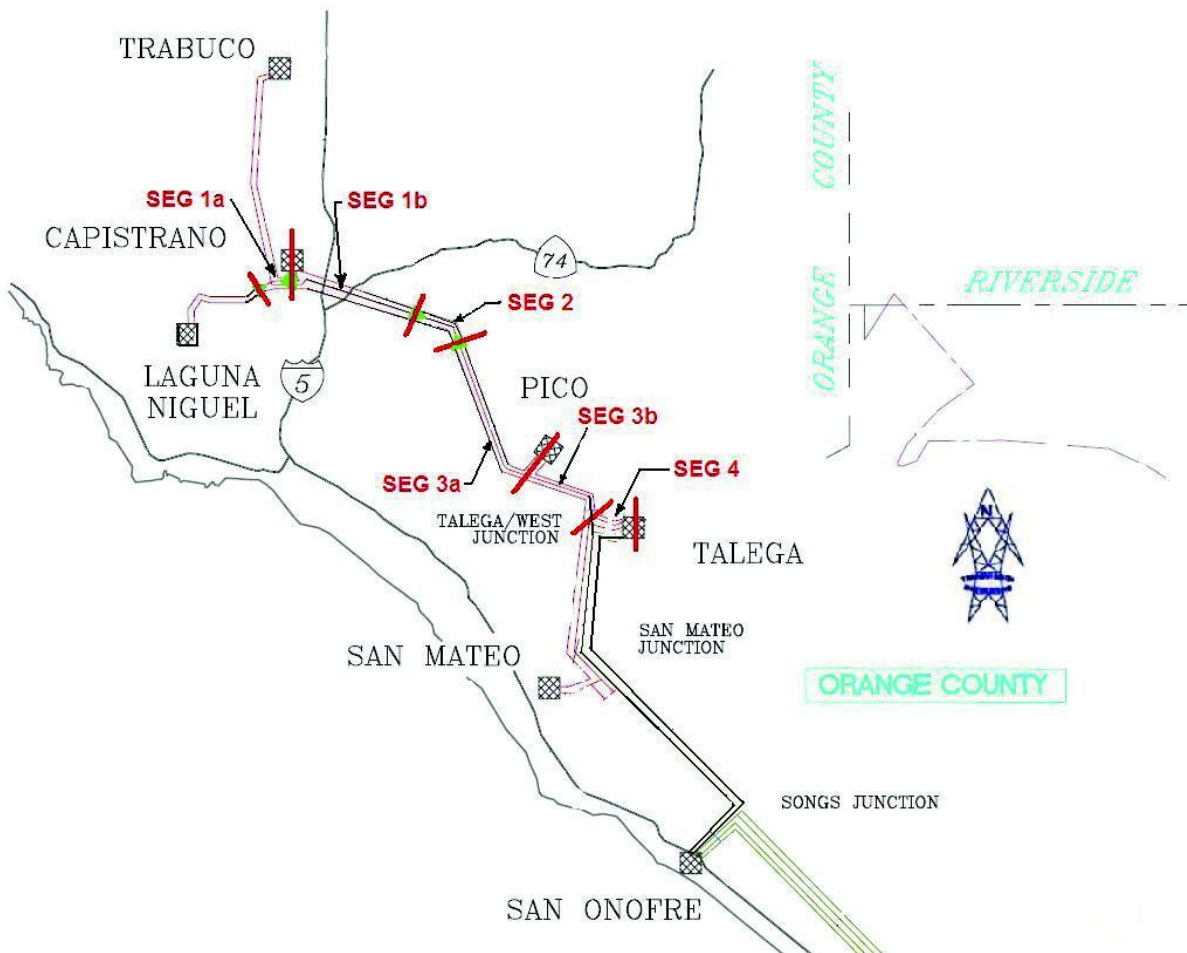 TRABUCO
SEG 1a
SEG 1b
CAPISTRANO
74
SEG 2
LAGUNA
NIGUEL
5
PICO
SEG 3b
SEG 3a
SEG 4
TALEGA/WEST
JUNCTION
TALEGA
SAN MATEO
JUNCTION
SAN MATEO
SONGS JUNCTION
SAN ONOFRE
ORANGE COUNTY
RIVERSIDE
N
ORANGE COUNTY